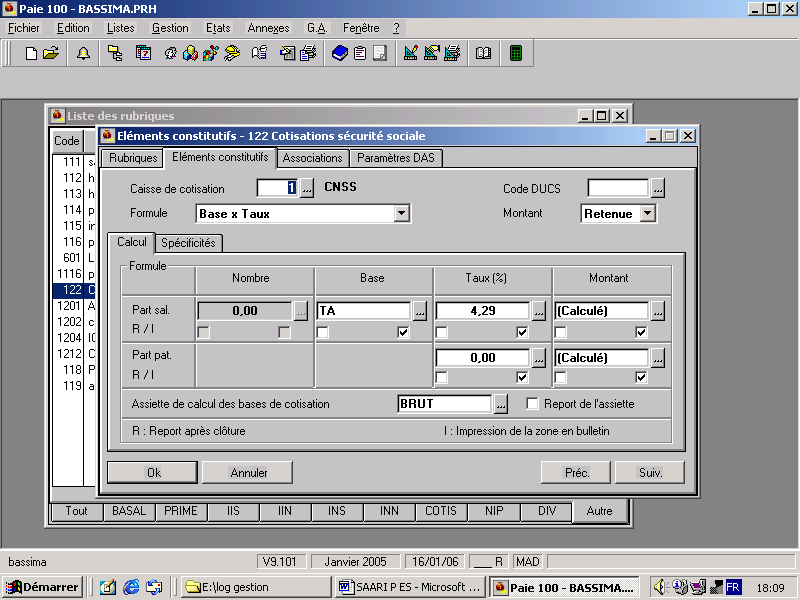 Paie 100 - BASSIMA.PRH
Fichier Edition Listes Gestion Etats Annexes G.A. Fenêtre ?
Liste des rubriques
Eléments constitutifs - 122 Cotisations sécurité sociale
Code
Rubriques Eléments constitutifs Associations Paramètres DAS
111 s
112 h
113 h
114 p
115 in
116 p
601 L
1116 p
122 C
1201 A
1202 c
1204 IC
1212 C
118 P
119 a
Caisse de cotisation 1 ... CNSS Code DUCS ...
Formule Base x Taux Montant Retenue
Calcul Spécificités
Formule
Nombre Base Taux (%) Montant
Part sal. 0,00 ... TA ... 4,29 ... (Calculé) ...
R / I
Part pat. 0,00 ... (Calculé) ...
R / I
Assiette de calcul des bases de cotisation BRUT ... Report de l'assiette
R : Report après clôture I : Impression de la zone en bulletin
Ok Annuler Préc. Suiv.
Tout BASAL PRIME IIS IIN INS INN COTIS NIP DIV Autre
bassima V9.101 Janvier 2005 16/01/06 ___ R MAD
Démarrer E:\log gestion SAARI P ES - Microsoft ... Paie 100 - BASSIMA.... FR 18:09